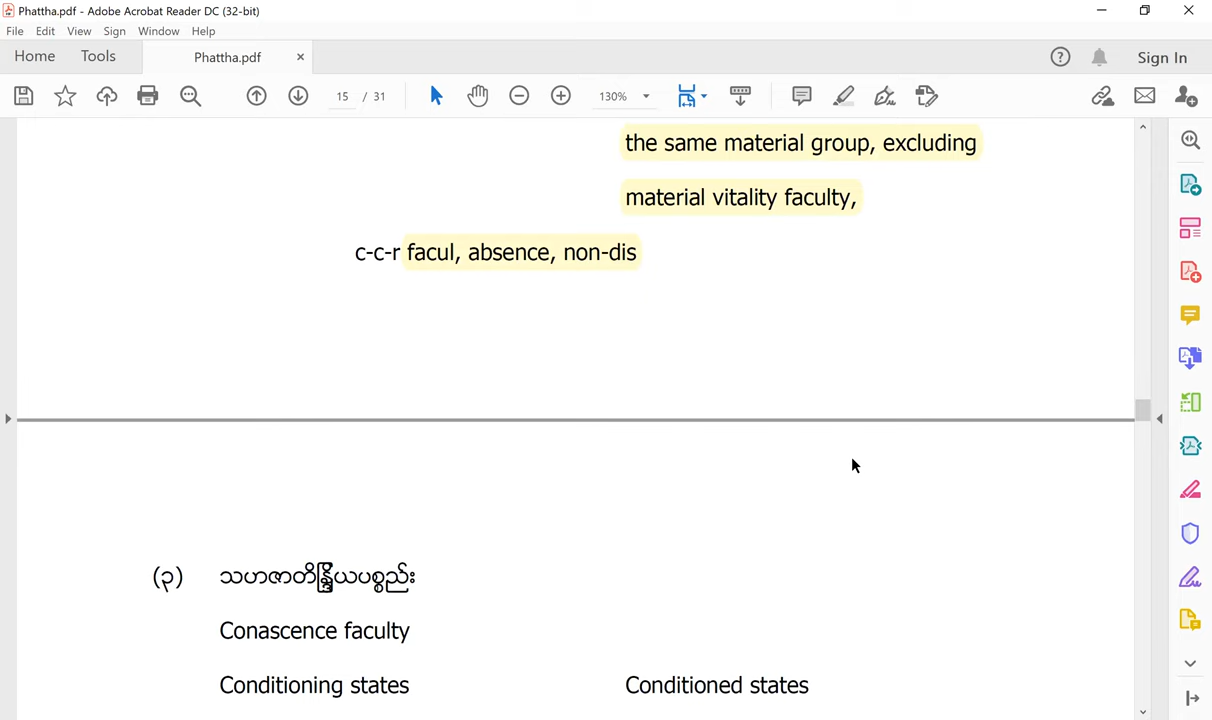 Phattha.pdf - Adobe Acrobat Reader DC (32-bit)
File Edit View Sign Window Help
Home Tools Phattha.pdf × Sign In
15 / 31 130%
the same material group, excluding
material vitality faculty,
c-c-r facul, absence, non-dis
(၃) သဟဇာတိန္ဒြိယပစ္စည်း
Conascence faculty
Conditioning states Conditioned states